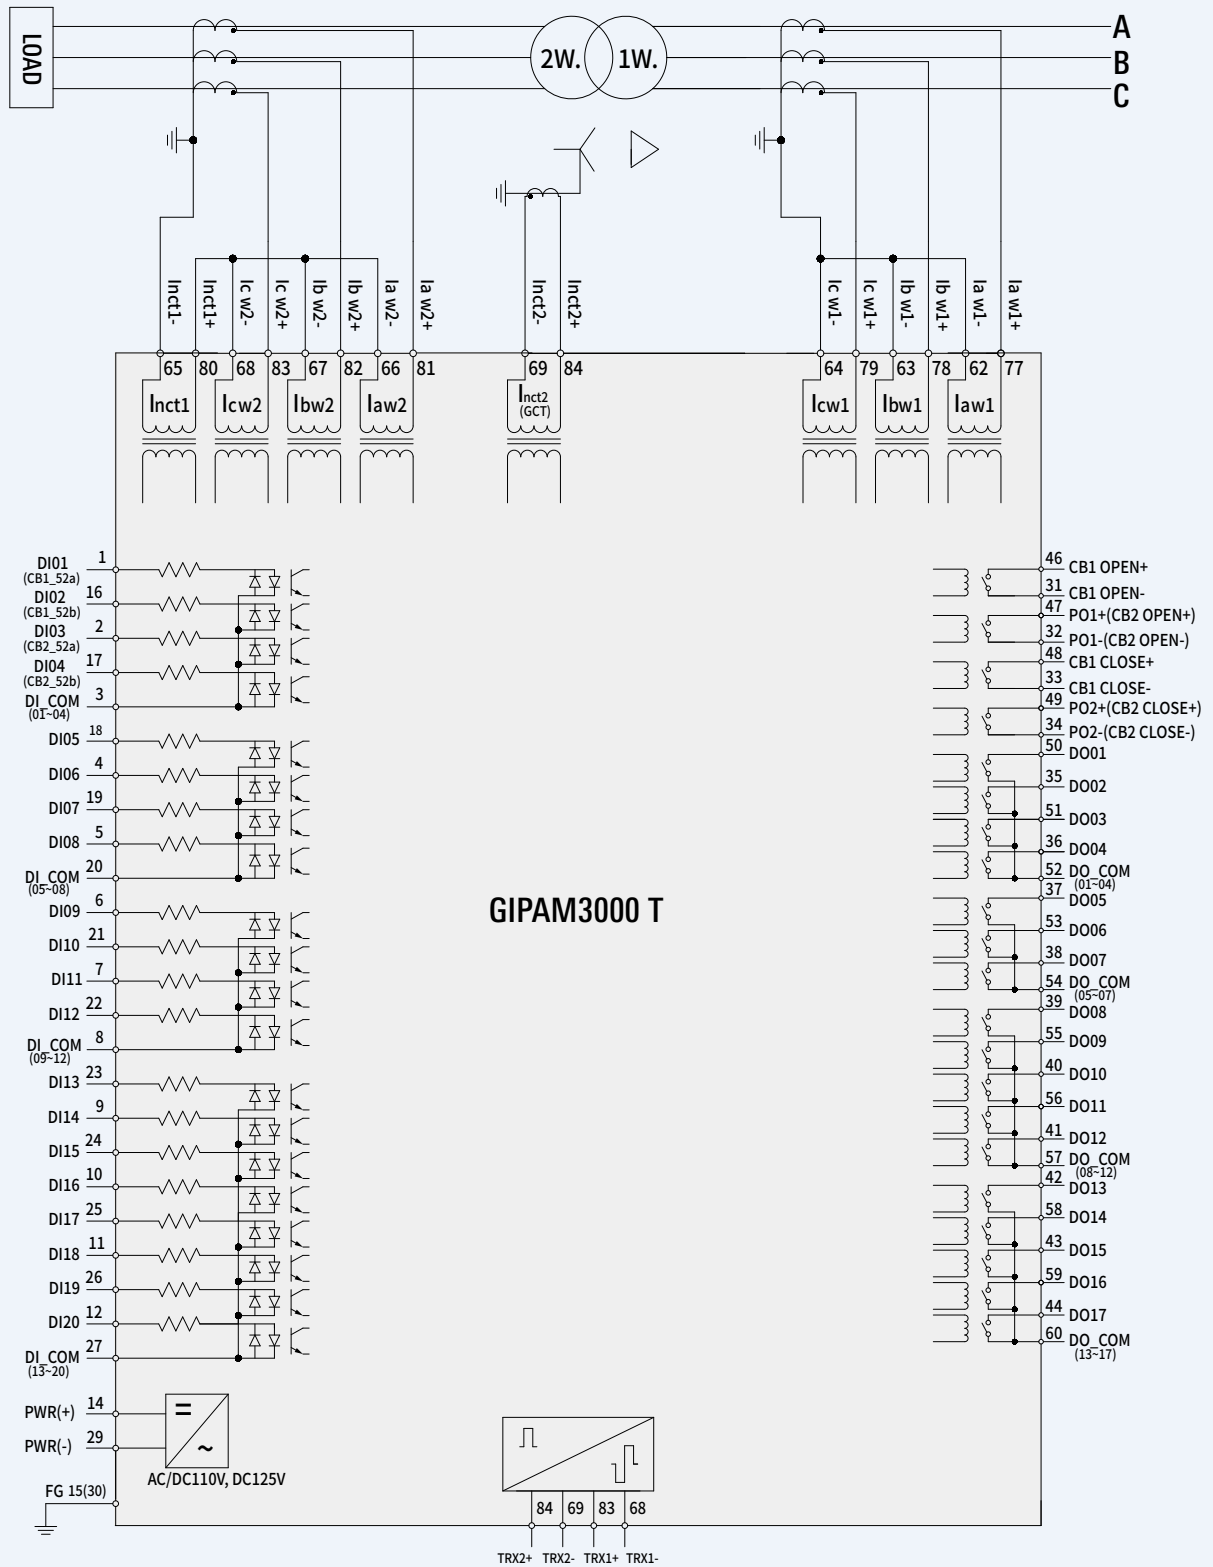 LOAD
2W.
1W.
A
B
C
Inct1-
Inct1+
Ic w2-
Ic w2+
Ib w2-
Ib w2+
Ia w2-
Ia w2+
Inct2-
Inct2+
Ic w1-
Ic w1+
Ib w1-
Ib w1+
Ia w1-
Ia w1+
65 80 68 83 67 82 66 81 69 84 64 79 63 78 62 77
Inct1
Icw2
Ibw2
Iaw2
Inct2
(GCT)
Icw1
Ibw1
Iaw1
DI01 1
(CB1_52a)
DI02 16
(CB1_52b)
DI03 2
(CB2_52a)
DI04 17
(CB2_52b)
DI_COM 3
(01~04)
DI05 18
DI06 4
DI07 19
DI08 5
DI_COM 20
(05~08)
DI09 6
DI10 21
DI11 7
DI12 22
DI_COM 8
(09~12)
DI13 23
DI14 9
DI15 24
DI16 10
DI17 25
DI18 11
DI19 26
DI20 12
DI_COM 27
(13~20)
PWR(+) 14
PWR(-) 29
AC/DC110V, DC125V
FG 15(30)
GIPAM3000 T
46 CB1 OPEN+
31 CB1 OPEN-
47 PO1+(CB2 OPEN+)
32 PO1-(CB2 OPEN-)
48 CB1 CLOSE+
33 CB1 CLOSE-
49 PO2+(CB2 CLOSE+)
34 PO2-(CB2 CLOSE-)
50 DO01
35 DO02
51 DO03
36 DO04
52 DO_COM
(01~04)
37 DO05
53 DO06
38 DO07
54 DO_COM
(05~07)
39 DO08
55 DO09
40 DO10
56 DO11
41 DO12
57 DO_COM
(08~12)
42 DO13
58 DO14
43 DO15
59 DO16
44 DO17
60 DO_COM
(13~17)
84 69 83 68
TRX2+ TRX2- TRX1+ TRX1-